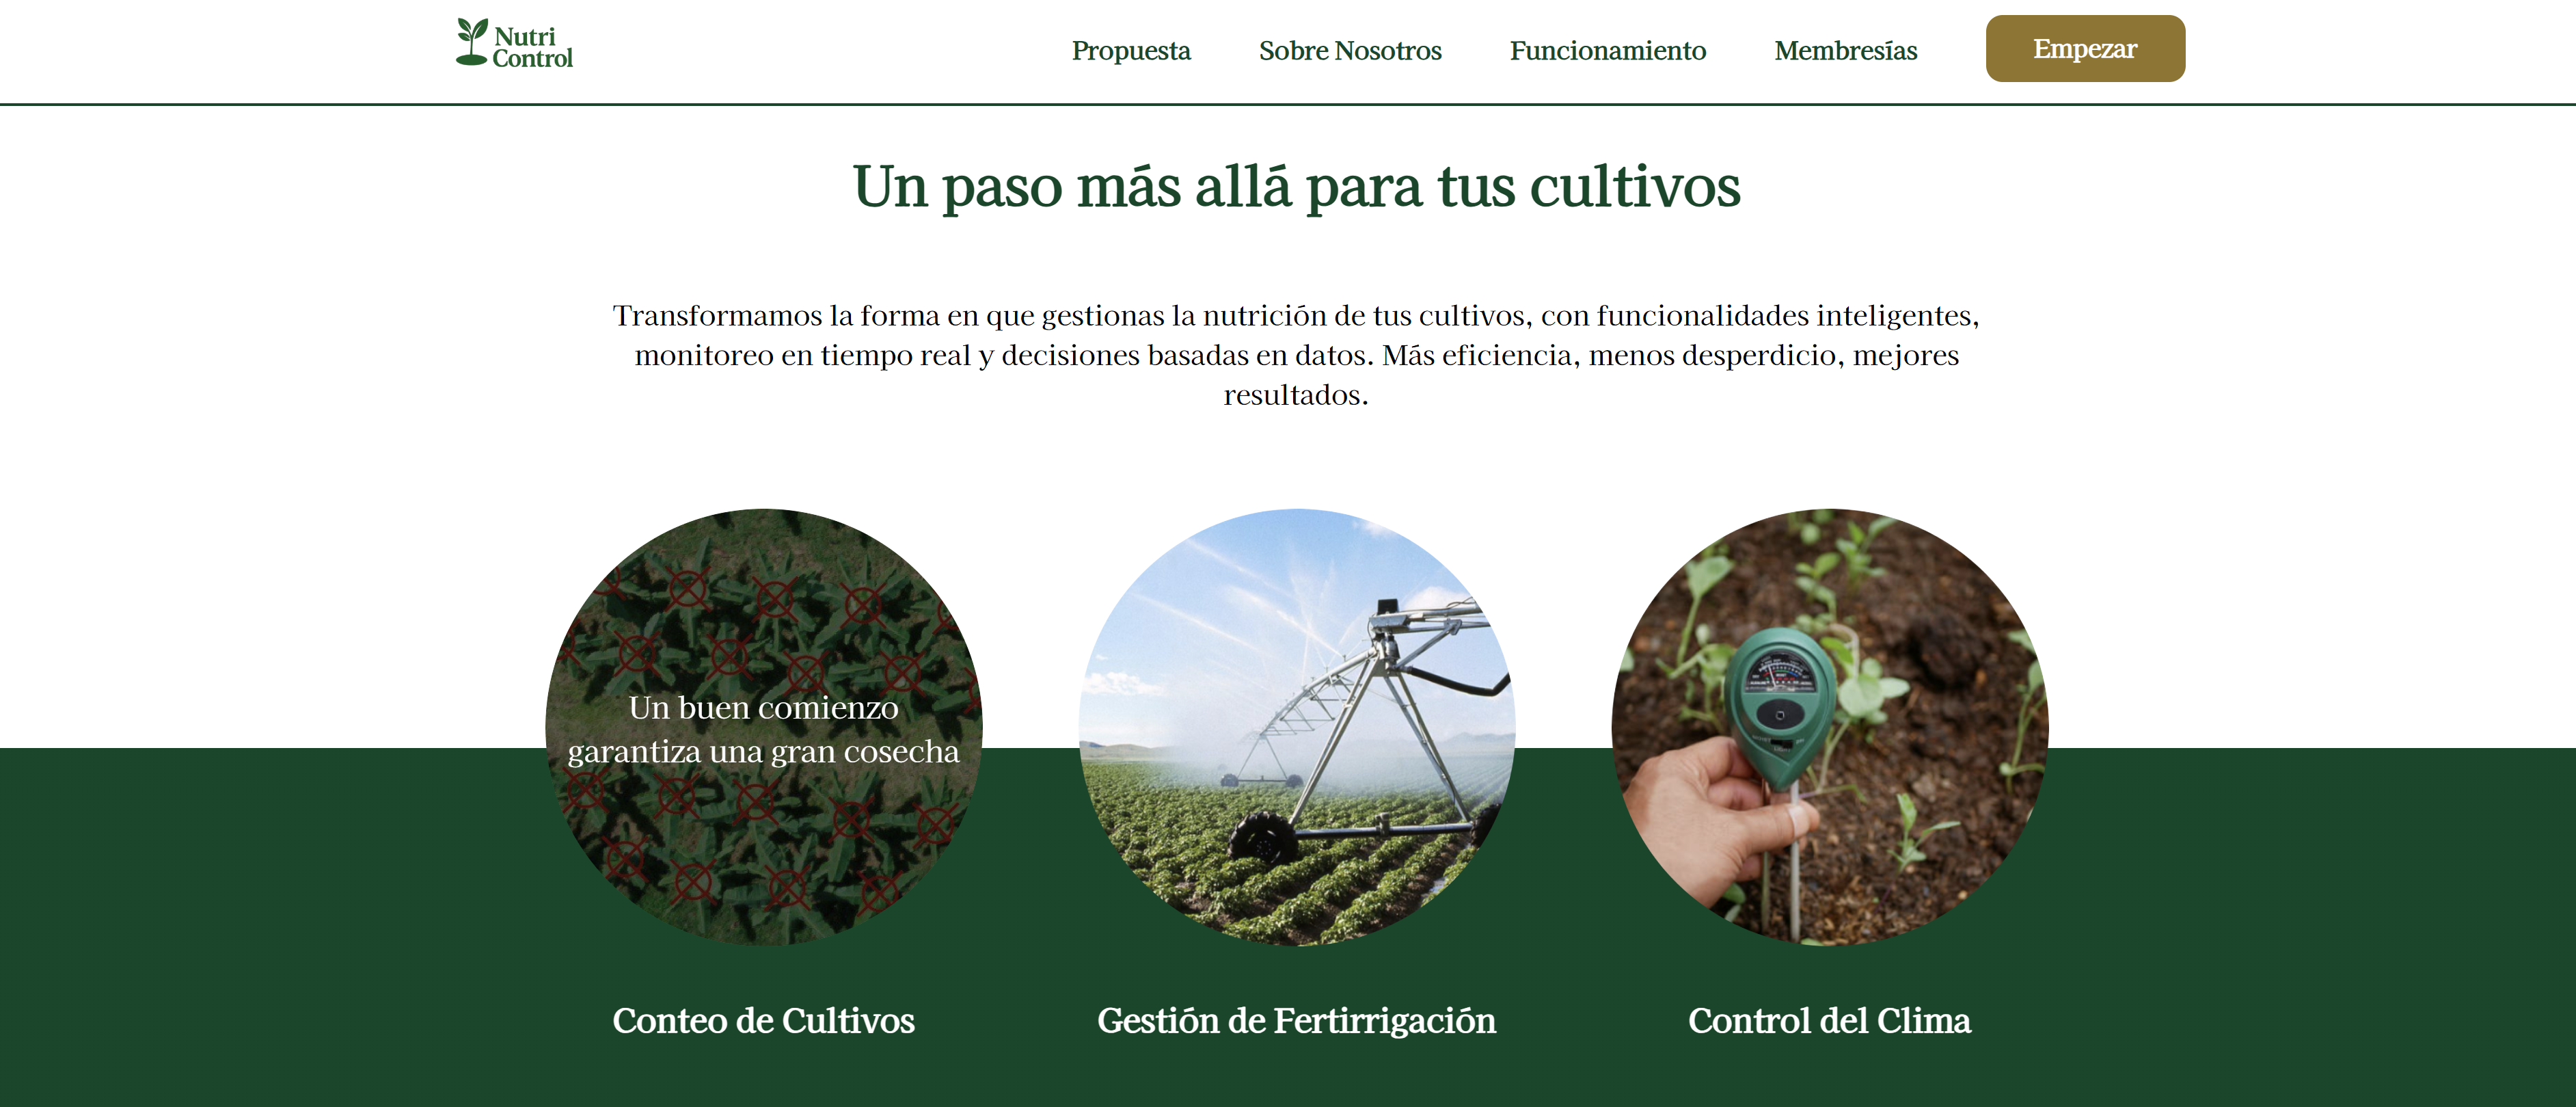 Nutri
Control
Propuesta
Sobre Nosotros
Funcionamiento
Membresías
Empezar
Un paso más allá para tus cultivos
Transformamos la forma en que gestionas la nutrición de tus cultivos, con funcionalidades inteligentes,
monitoreo en tiempo real y decisiones basadas en datos. Más eficiencia, menos desperdicio, mejores
resultados.
Un buen comienzo
garantiza una gran cosecha
Conteo de Cultivos
Gestión de Fertirrigación
Control del Clima